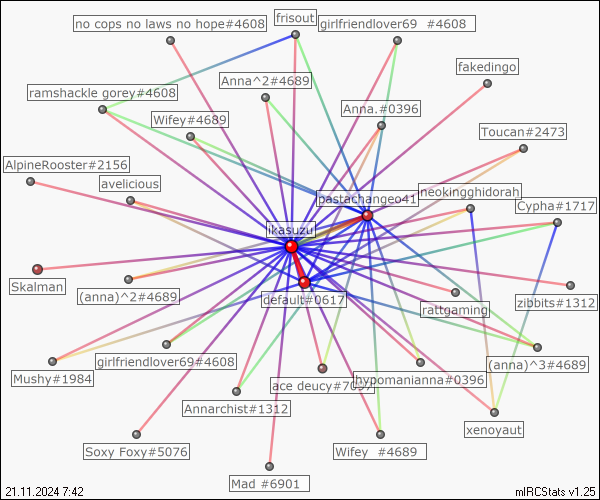 no cops no laws no hope#4608
frisout
girlfriendlover69 #4608
fakedingo
Anna^2#4689
ramshackle gorey#4608
Anna.#0396
Wifey#4689
Toucan#2473
AlpineRooster#2156
avelicious
pastachangeo41
neokingghidorah
Cypha#1717
ikasuzu
Skalman
(anna)^2#4689
default#0617
zibbits#1312
rattgaming
girlfriendlover69#4608
(anna)^3#4689
Mushy#1984
ace deucy#7097
hypomanianna#0396
Annarchist#1312
xenoyaut
Soxy Foxy#5076
Wifey #4689
Mad #6901
21.11.2024 7:42
mIRCStats v1.25